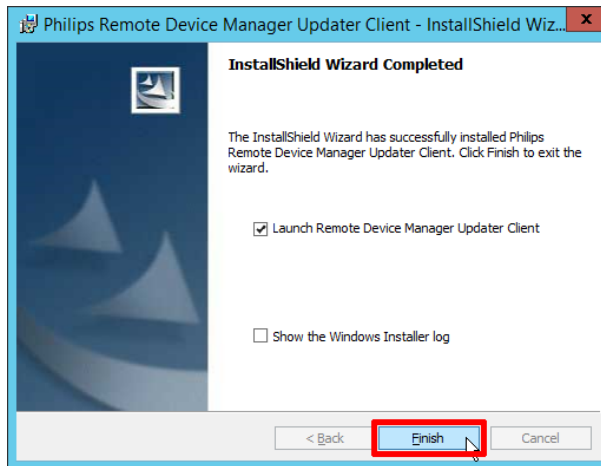 Philips Remote Device Manager Updater Client - InstallShield Wiz...
x
InstallShield Wizard Completed
The InstallShield Wizard has successfully installed Philips
Remote Device Manager Updater Client. Click Finish to exit the
wizard.
Launch Remote Device Manager Updater Client
Show the Windows Installer log
< Back
Finish
Cancel